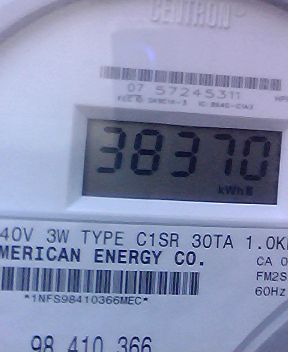 CENTRON®
07 57245311
38370
kWh
40V 3W TYPE C1SR 30TA 1.0K
MERICAN ENERGY CO.
CA 0
FM2S
60Hz
*1NFS98410366MEC*
98 410 366